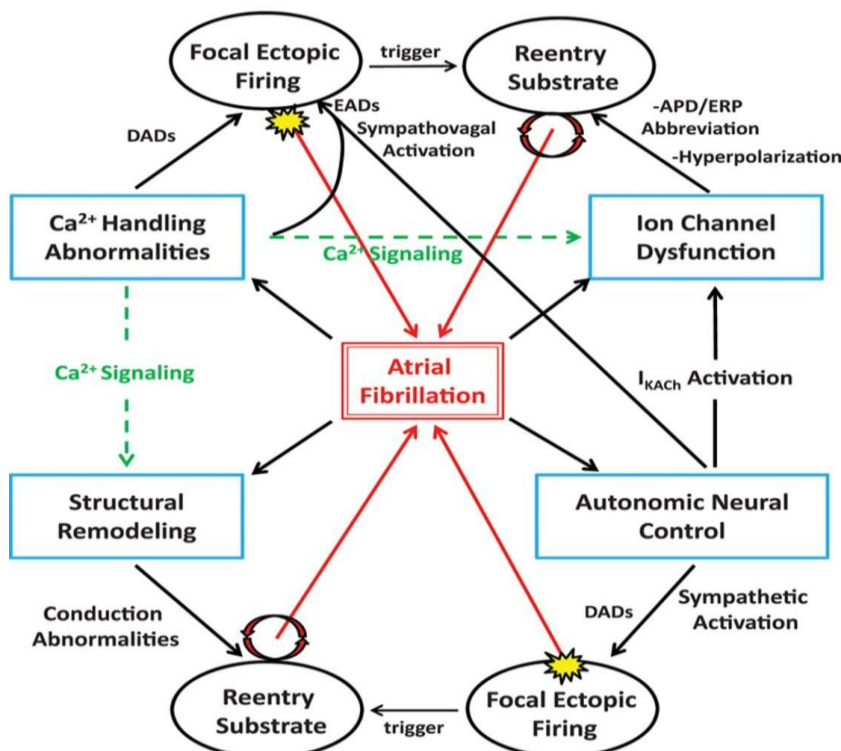 Focal Ectopic
Firing
trigger
Reentry
Substrate
DADs
EADs
Sympathovagal
Activation
-APD/ERP
Abbreviation
-Hyperpolarization
Ca²⁺ Handling
Abnormalities
Ca²⁺ Signaling
Ion Channel
Dysfunction
Ca²⁺ Signaling
Atrial
Fibrillation
I_KACh Activation
Structural
Remodeling
Autonomic Neural
Control
Conduction
Abnormalities
DADs
Sympathetic
Activation
Reentry
Substrate
trigger
Focal Ectopic
Firing